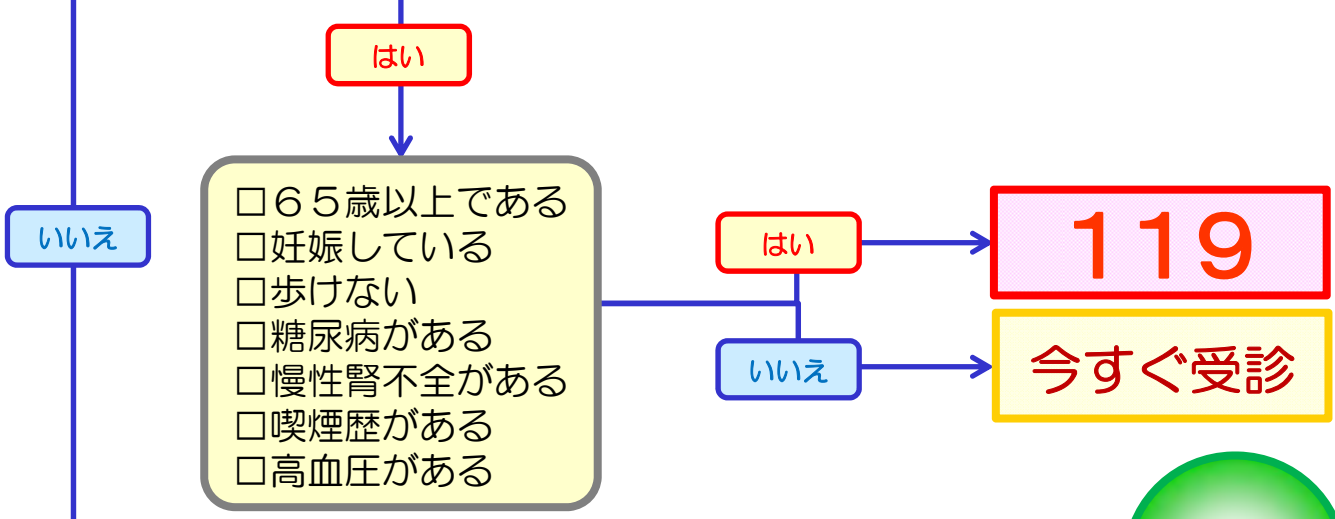 はい
いいえ
□６５歳以上である
□妊娠している
□歩けない
□糖尿病がある
□慢性腎不全がある
□喫煙歴がある
□高血圧がある
はい
１１９
いいえ
今すぐ受診